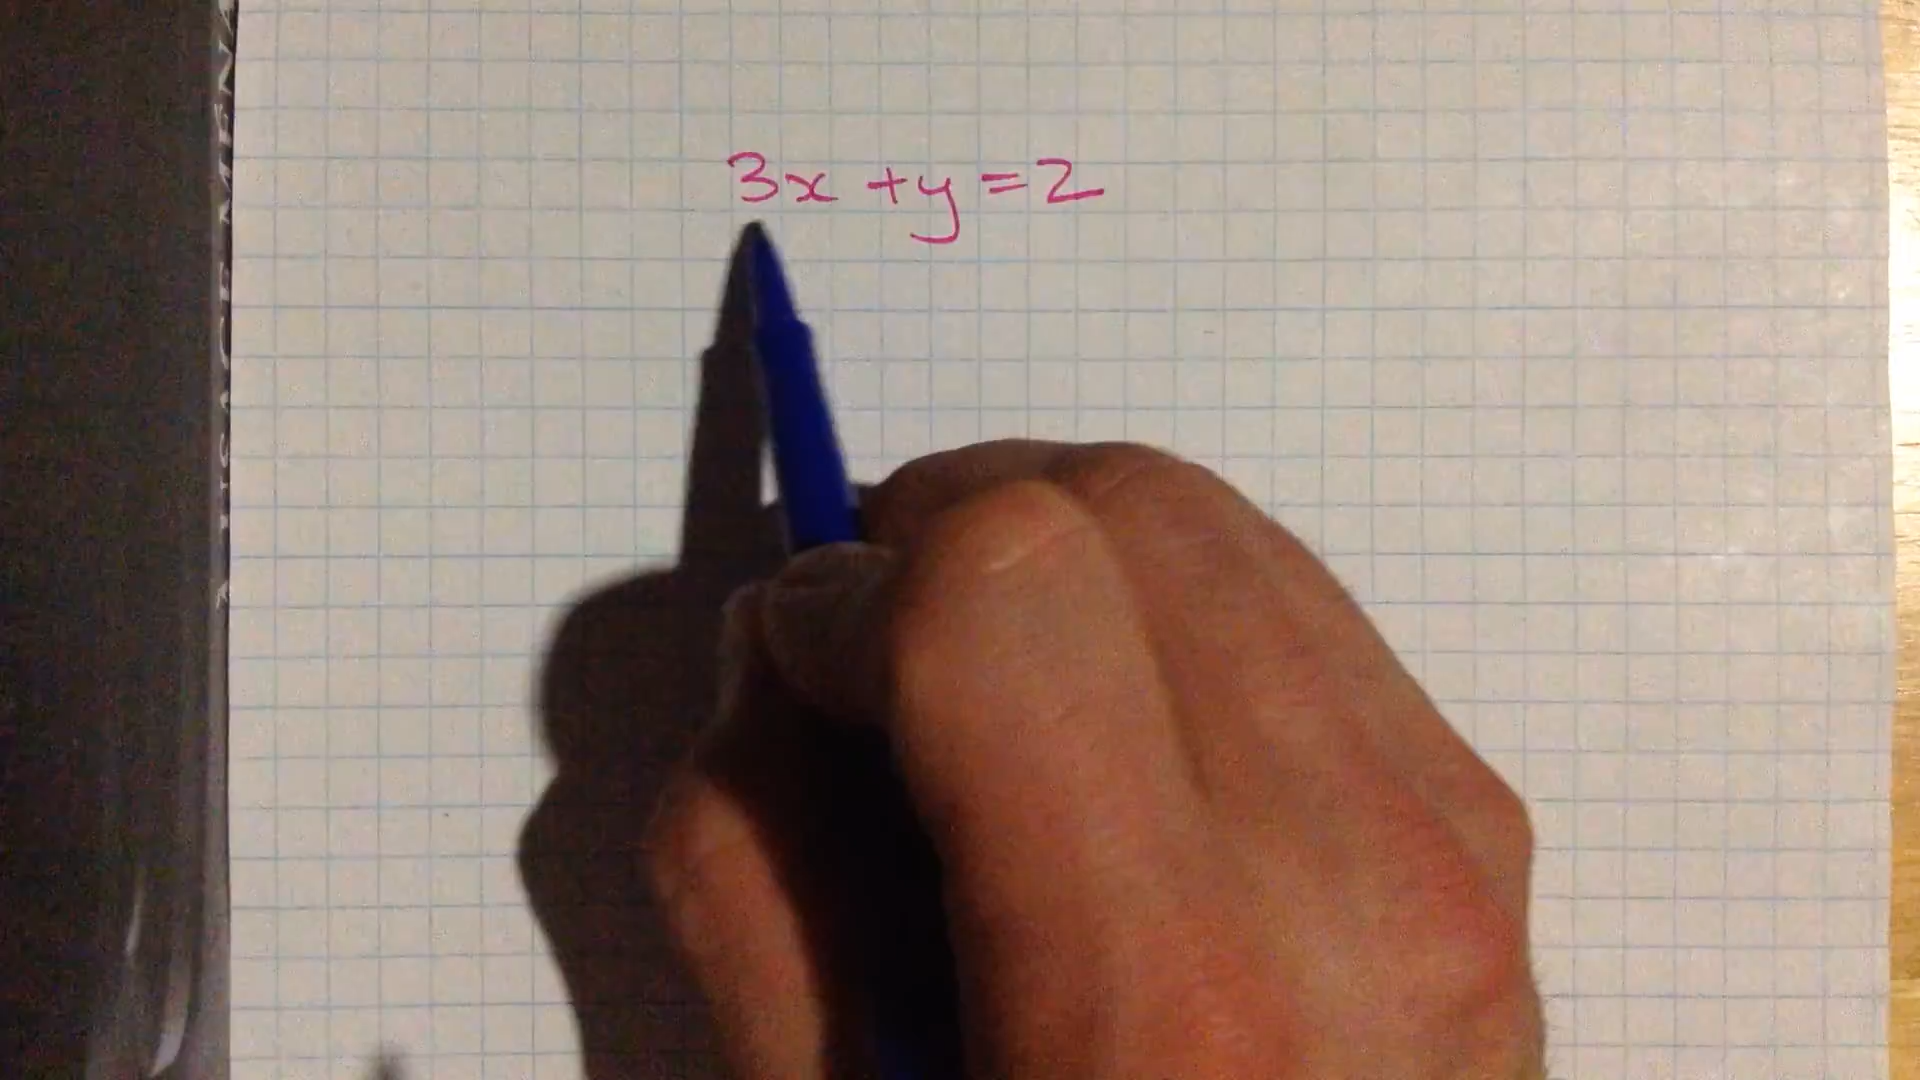 3x + y = 2